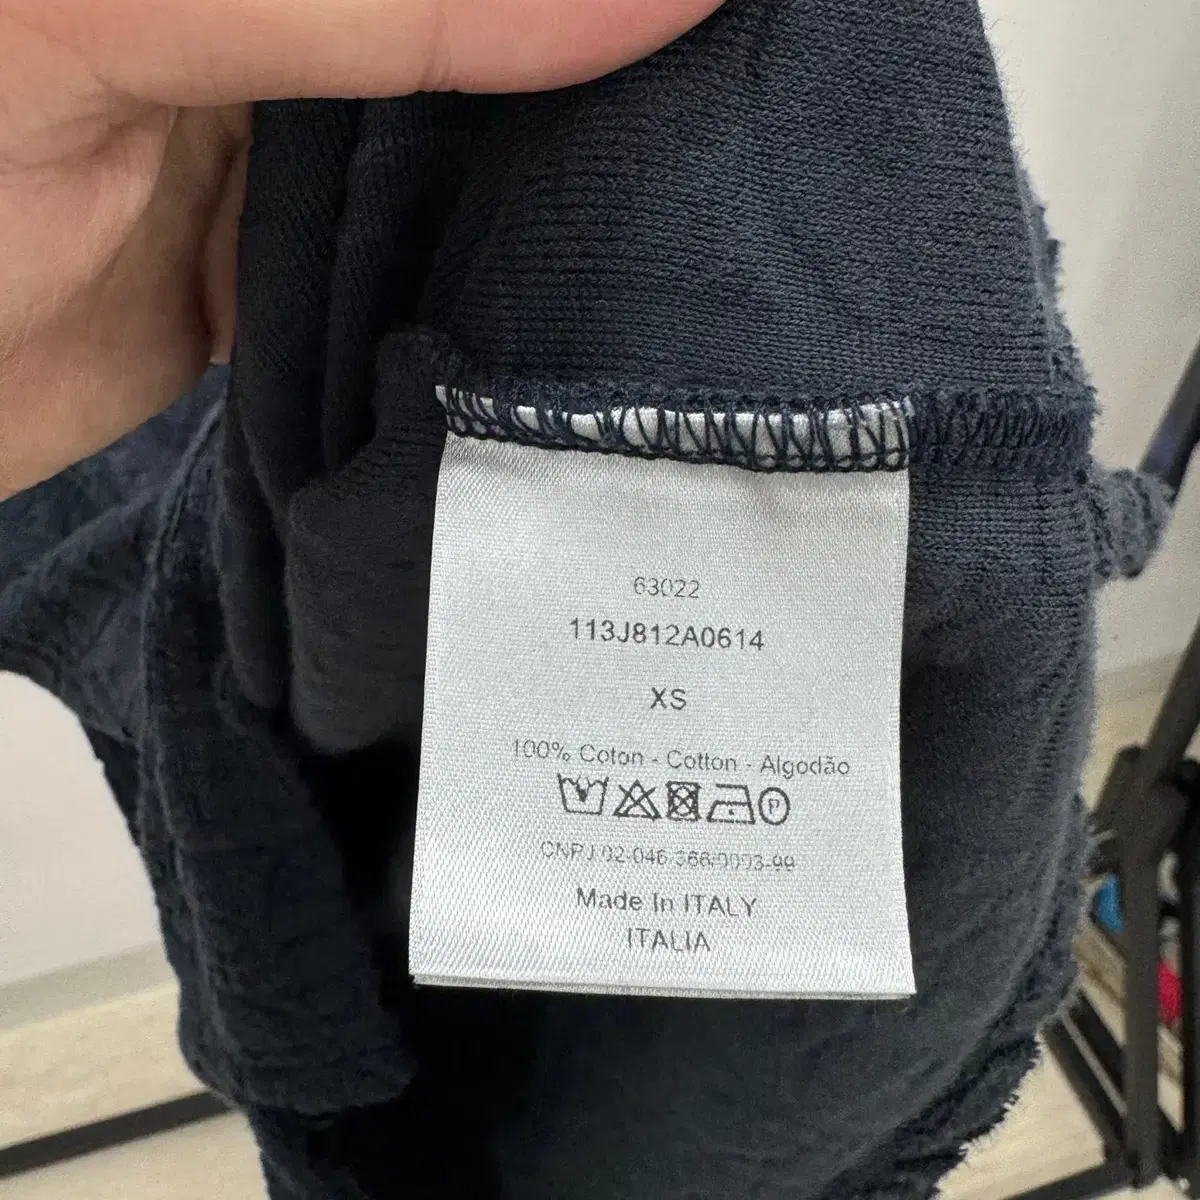 63022
113J812A0614
XS
100% Coton - Cotton - Algodão
P
CNPJ 02.046.366/0003-99
Made In ITALY
ITALIA